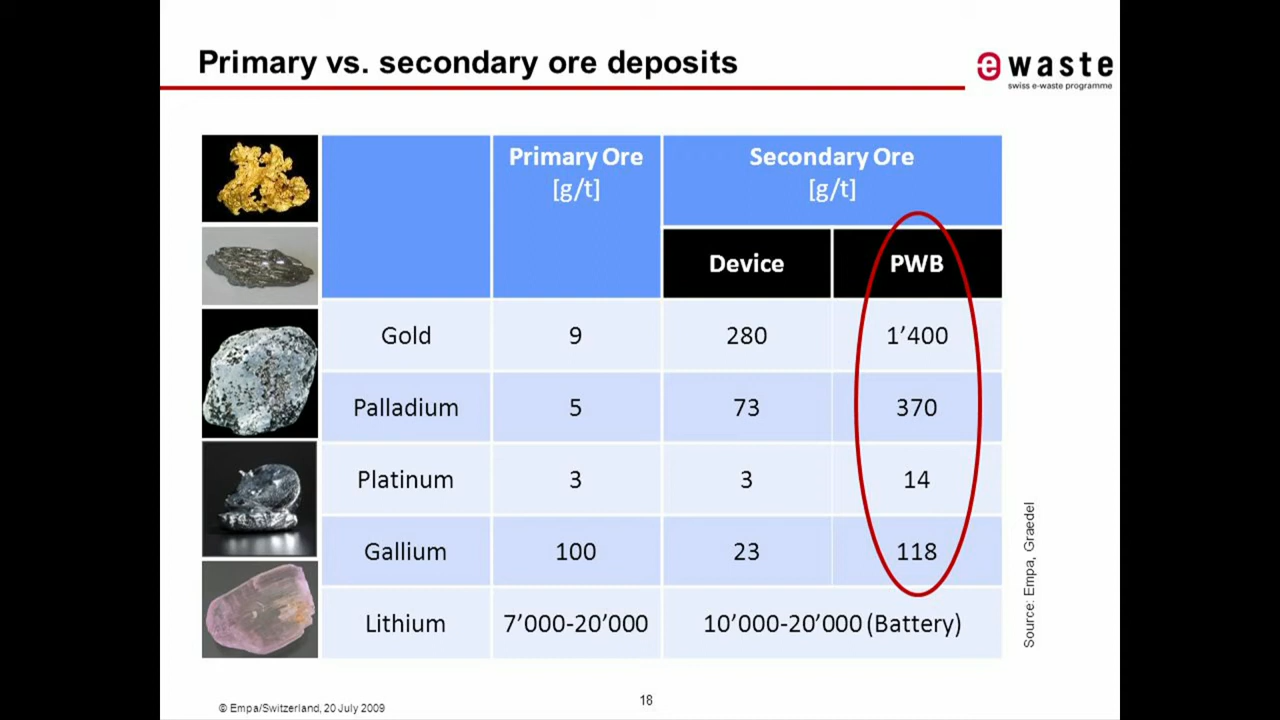 Primary vs. secondary ore deposits
e waste
swiss e-waste programme
Primary Ore
[g/t]
Secondary Ore
[g/t]
Device
PWB
Gold 9 280 1’400
Palladium 5 73 370
Platinum 3 3 14
Gallium 100 23 118
Lithium 7’000-20’000 10’000-20’000 (Battery)
Source: Empa, Graedel
© Empa/Switzerland, 20 July 2009
18